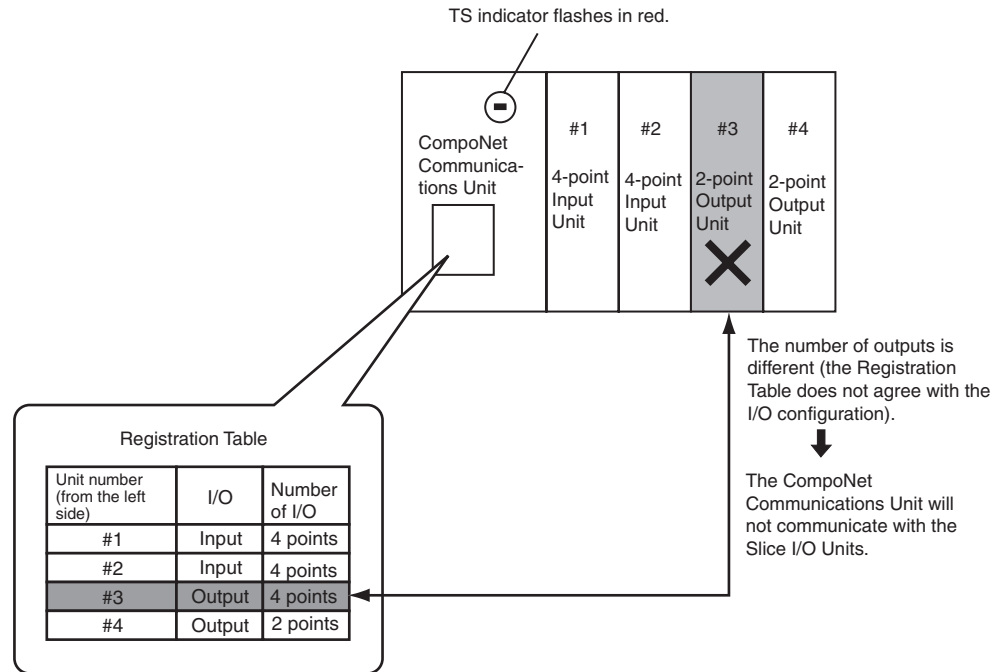 TS indicator flashes in red.
CompoNet
Communica-
tions Unit
#1
4-point
Input
Unit
#2
4-point
Input
Unit
#3
2-point
Output
Unit
#4
2-point
Output
Unit
The number of outputs is
different (the Registration
Table does not agree with the
I/O configuration).
The CompoNet
Communications Unit will
not communicate with the
Slice I/O Units.
Registration Table
Unit number
(from the left
side)
I/O
Number
of I/O
#1 Input 4 points
#2 Input 4 points
#3 Output 4 points
#4 Output 2 points